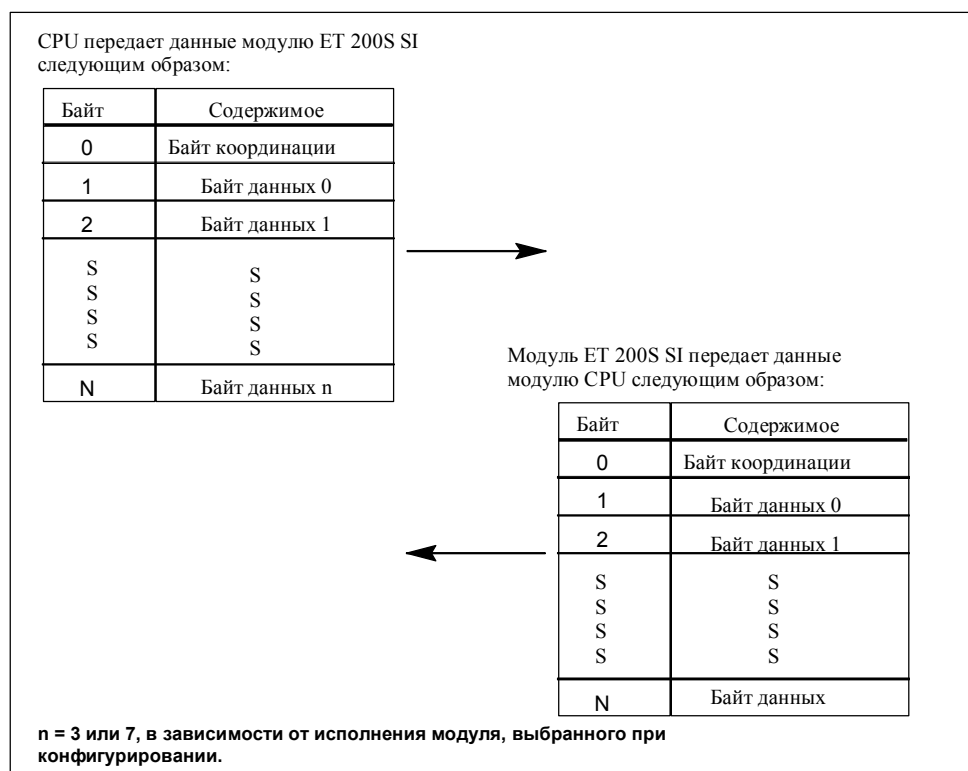 CPU передает данные модулю ET 200S SI
следующим образом:
Байт Содержимое
0 Байт координации
1 Байт данных 0
2 Байт данных 1
S S
S S
S S
S S
N Байт данных n
Модуль ET 200S SI передает данные
модулю CPU следующим образом:
Байт Содержимое
0 Байт координации
1 Байт данных 0
2 Байт данных 1
S S
S S
S S
S S
N Байт данных
n = 3 или 7, в зависимости от исполнения модуля, выбранного при
конфигурировании.